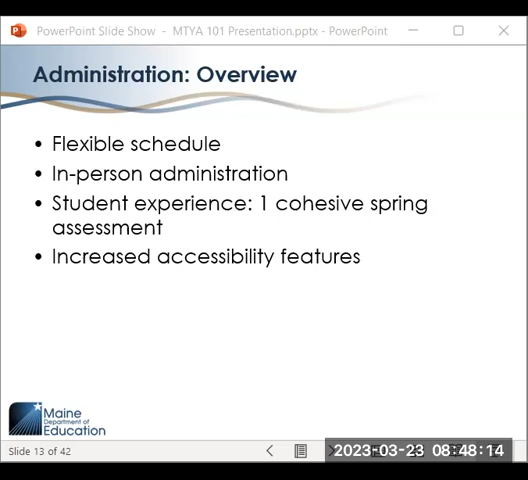 PowerPoint Slide Show - MTYA 101 Presentation.pptx - PowerPoint
Administration: Overview
• Flexible schedule
• In-person administration
• Student experience: 1 cohesive spring
assessment
• Increased accessibility features
Maine
Department of
Education
Slide 13 of 42
2023-03-23 08:48:14